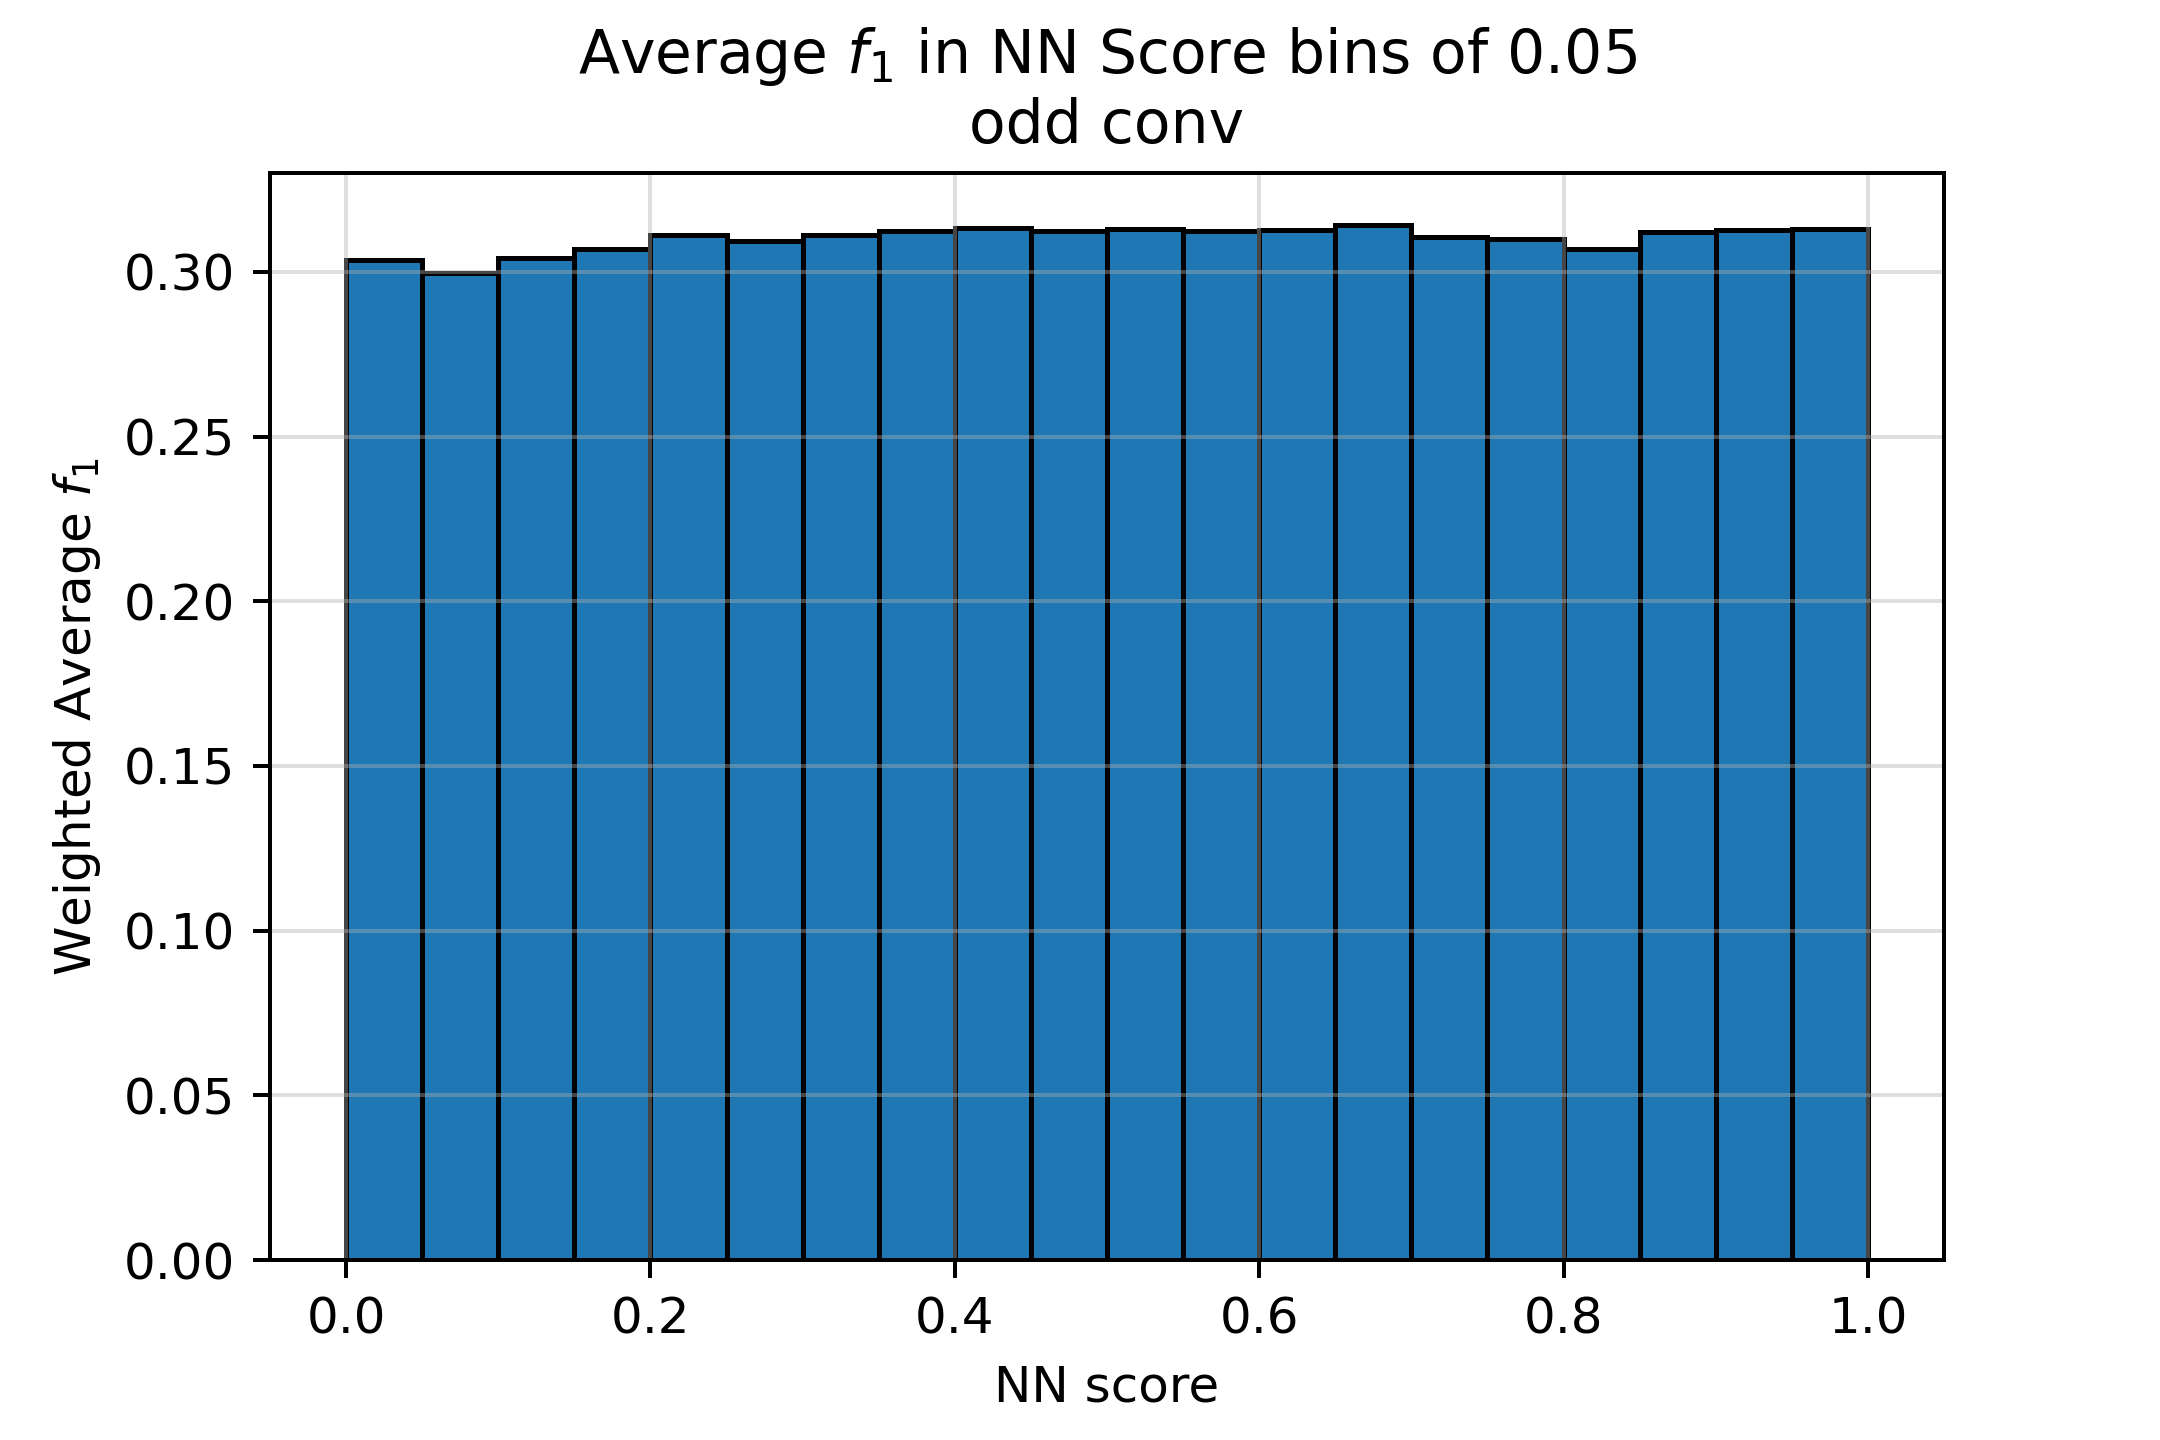 Average f₁ in NN Score bins of 0.05
odd conv
Weighted Average f₁
0.30
0.25
0.20
0.15
0.10
0.05
0.00
0.0 0.2 0.4 0.6 0.8 1.0
NN score